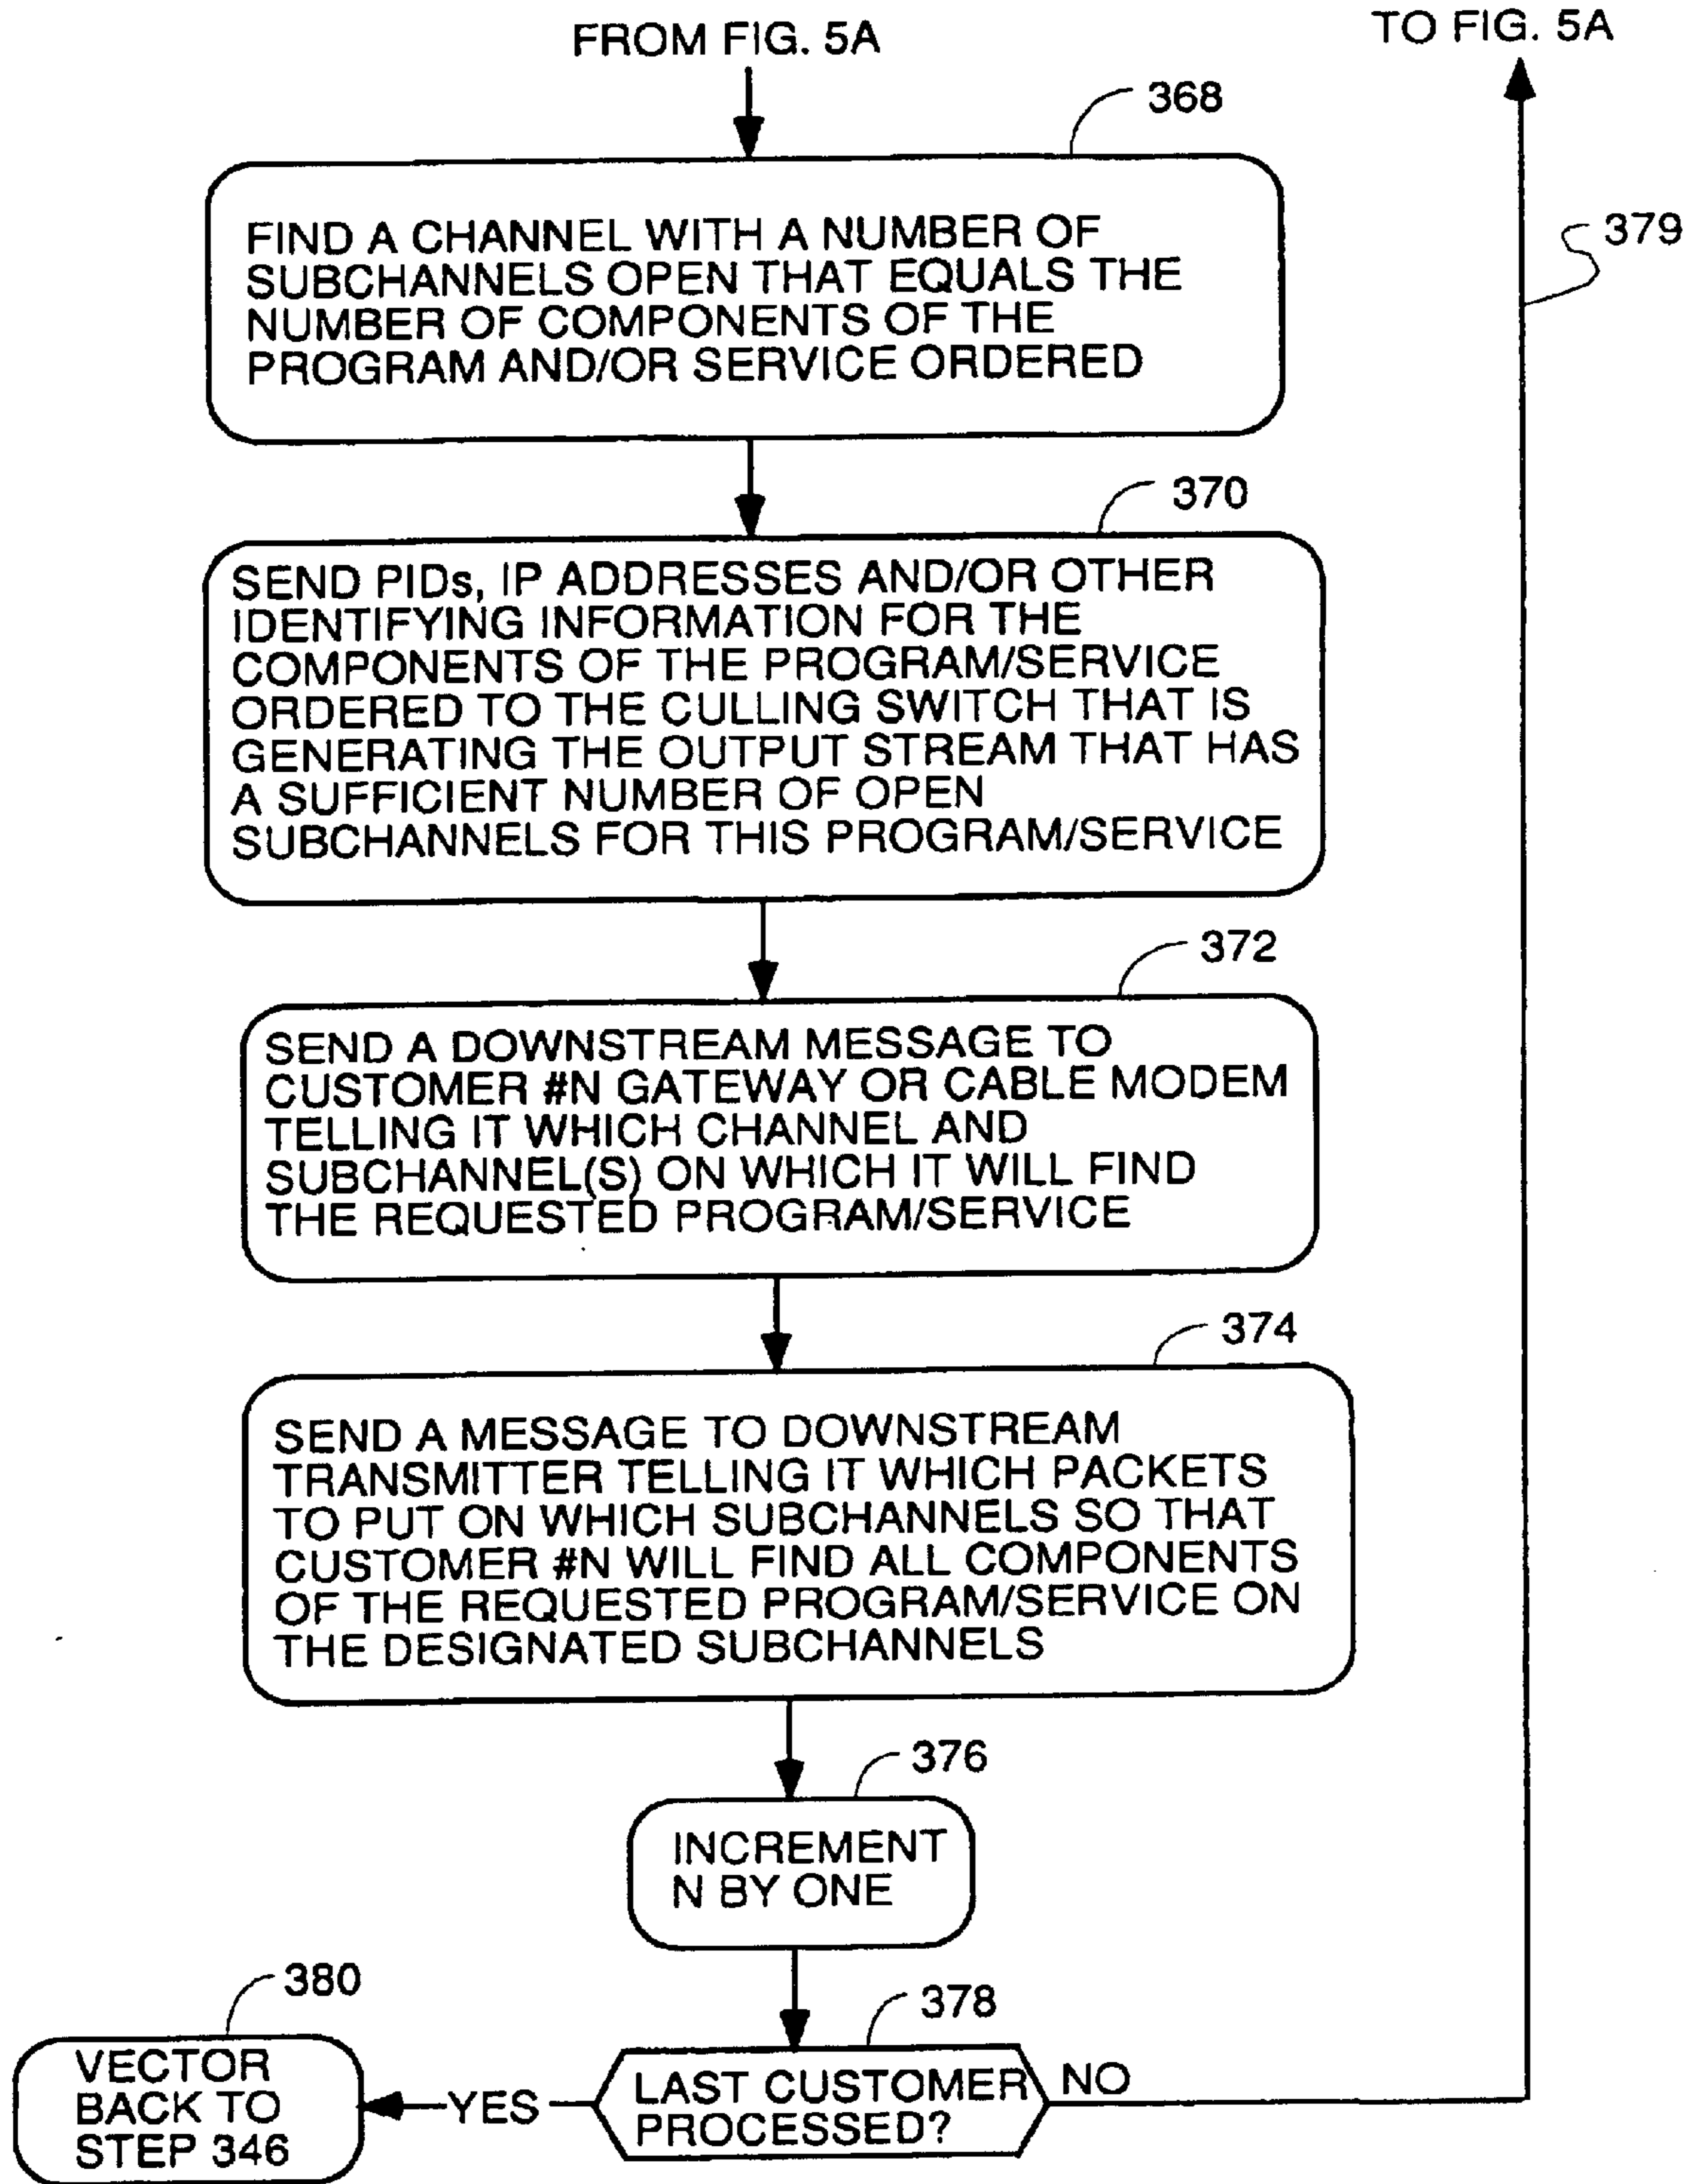 FROM FIG. 5A
TO FIG. 5A
368
FIND A CHANNEL WITH A NUMBER OF
SUBCHANNELS OPEN THAT EQUALS THE
NUMBER OF COMPONENTS OF THE
PROGRAM AND/OR SERVICE ORDERED
379
370
SEND PIDs, IP ADDRESSES AND/OR OTHER
IDENTIFYING INFORMATION FOR THE
COMPONENTS OF THE PROGRAM/SERVICE
ORDERED TO THE CULLING SWITCH THAT IS
GENERATING THE OUTPUT STREAM THAT HAS
A SUFFICIENT NUMBER OF OPEN
SUBCHANNELS FOR THIS PROGRAM/SERVICE
372
SEND A DOWNSTREAM MESSAGE TO
CUSTOMER #N GATEWAY OR CABLE MODEM
TELLING IT WHICH CHANNEL AND
SUBCHANNEL(S) ON WHICH IT WILL FIND
THE REQUESTED PROGRAM/SERVICE
374
SEND A MESSAGE TO DOWNSTREAM
TRANSMITTER TELLING IT WHICH PACKETS
TO PUT ON WHICH SUBCHANNELS SO THAT
CUSTOMER #N WILL FIND ALL COMPONENTS
OF THE REQUESTED PROGRAM/SERVICE ON
THE DESIGNATED SUBCHANNELS
376
INCREMENT
N BY ONE
378
LAST CUSTOMER
PROCESSED?
NO
YES
380
VECTOR
BACK TO
STEP 346